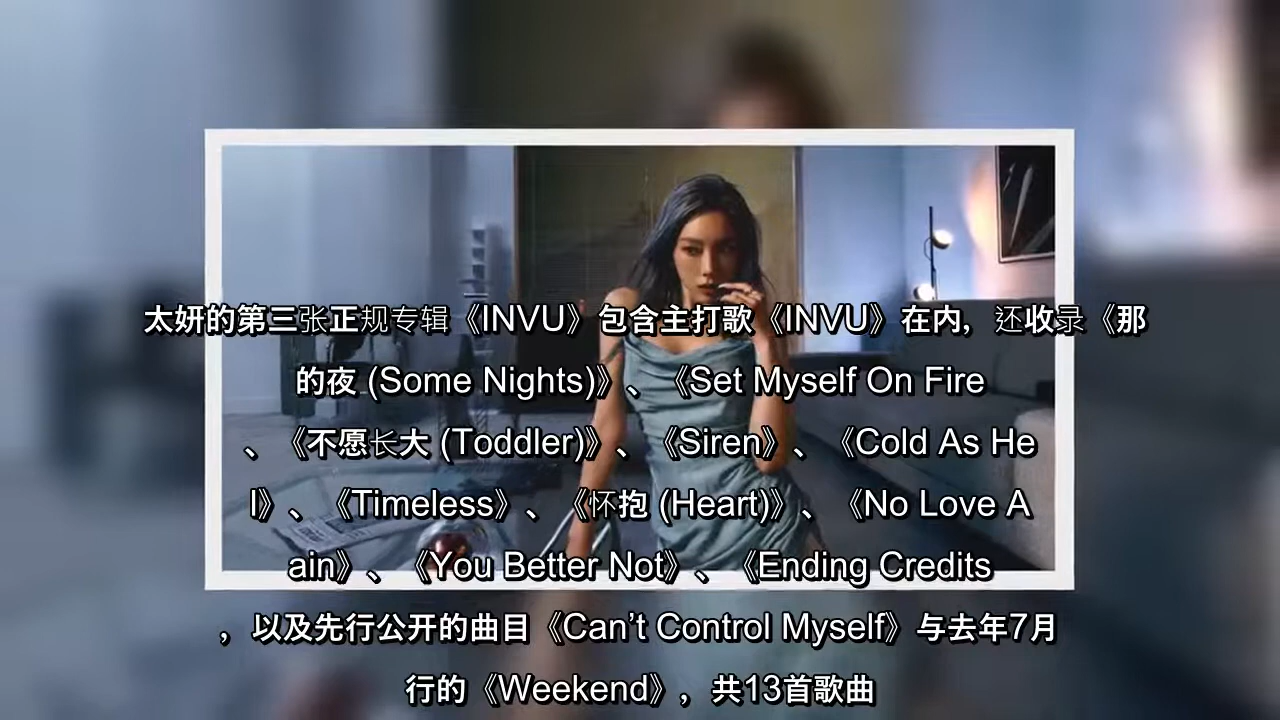 太妍的第三张正规专辑《INVU》包含主打歌《INVU》在内，还收录《那
的夜 (Some Nights)》、《Set Myself On Fire
、《不愿长大 (Toddler)》、《Siren》、《Cold As He
l》、《Timeless》、《怀抱 (Heart)》、《No Love A
ain》、《You Better Not》、《Ending Credits
，以及先行公开的曲目《Can't Control Myself》与去年7月
行的《Weekend》，共13首歌曲